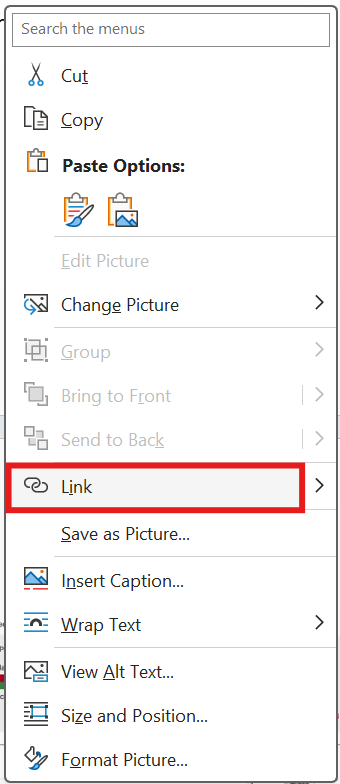 Search the menus
Cut
Copy
Paste Options:
Edit Picture
Change Picture
Group
Bring to Front
Send to Back
Link
Save as Picture...
Insert Caption...
Wrap Text
View Alt Text...
Size and Position...
Format Picture...